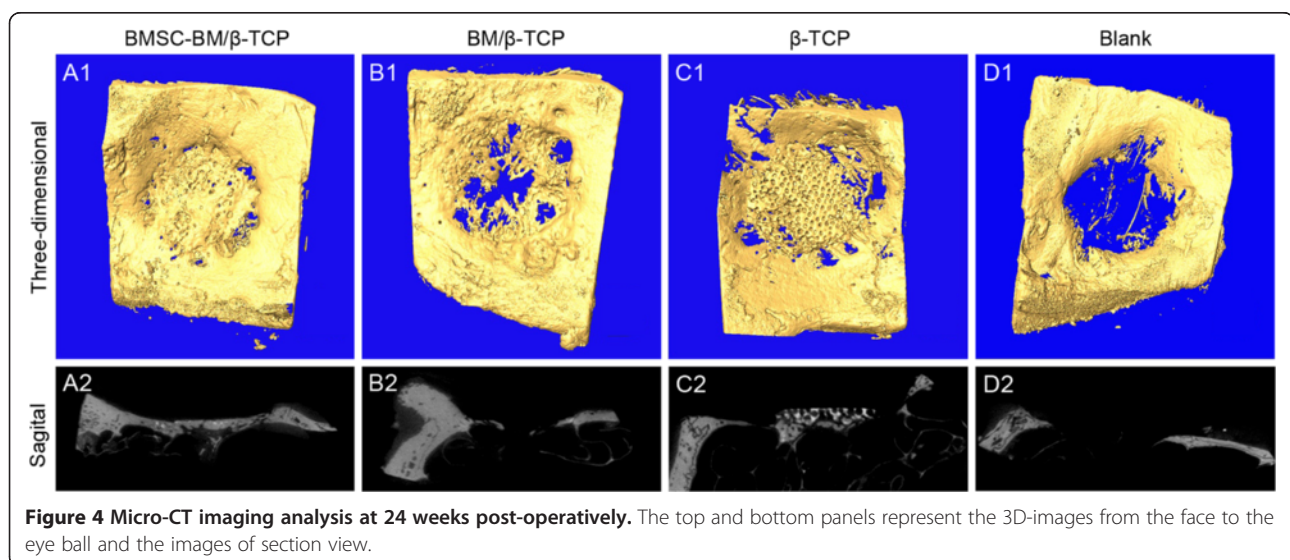 BMSC-BM/β-TCP BM/β-TCP β-TCP Blank
Three-dimensional
A1 B1 C1 D1
Sagital
A2 B2 C2 D2
Figure 4 Micro-CT imaging analysis at 24 weeks post-operatively. The top and bottom panels represent the 3D-images from the face to the
eye ball and the images of section view.